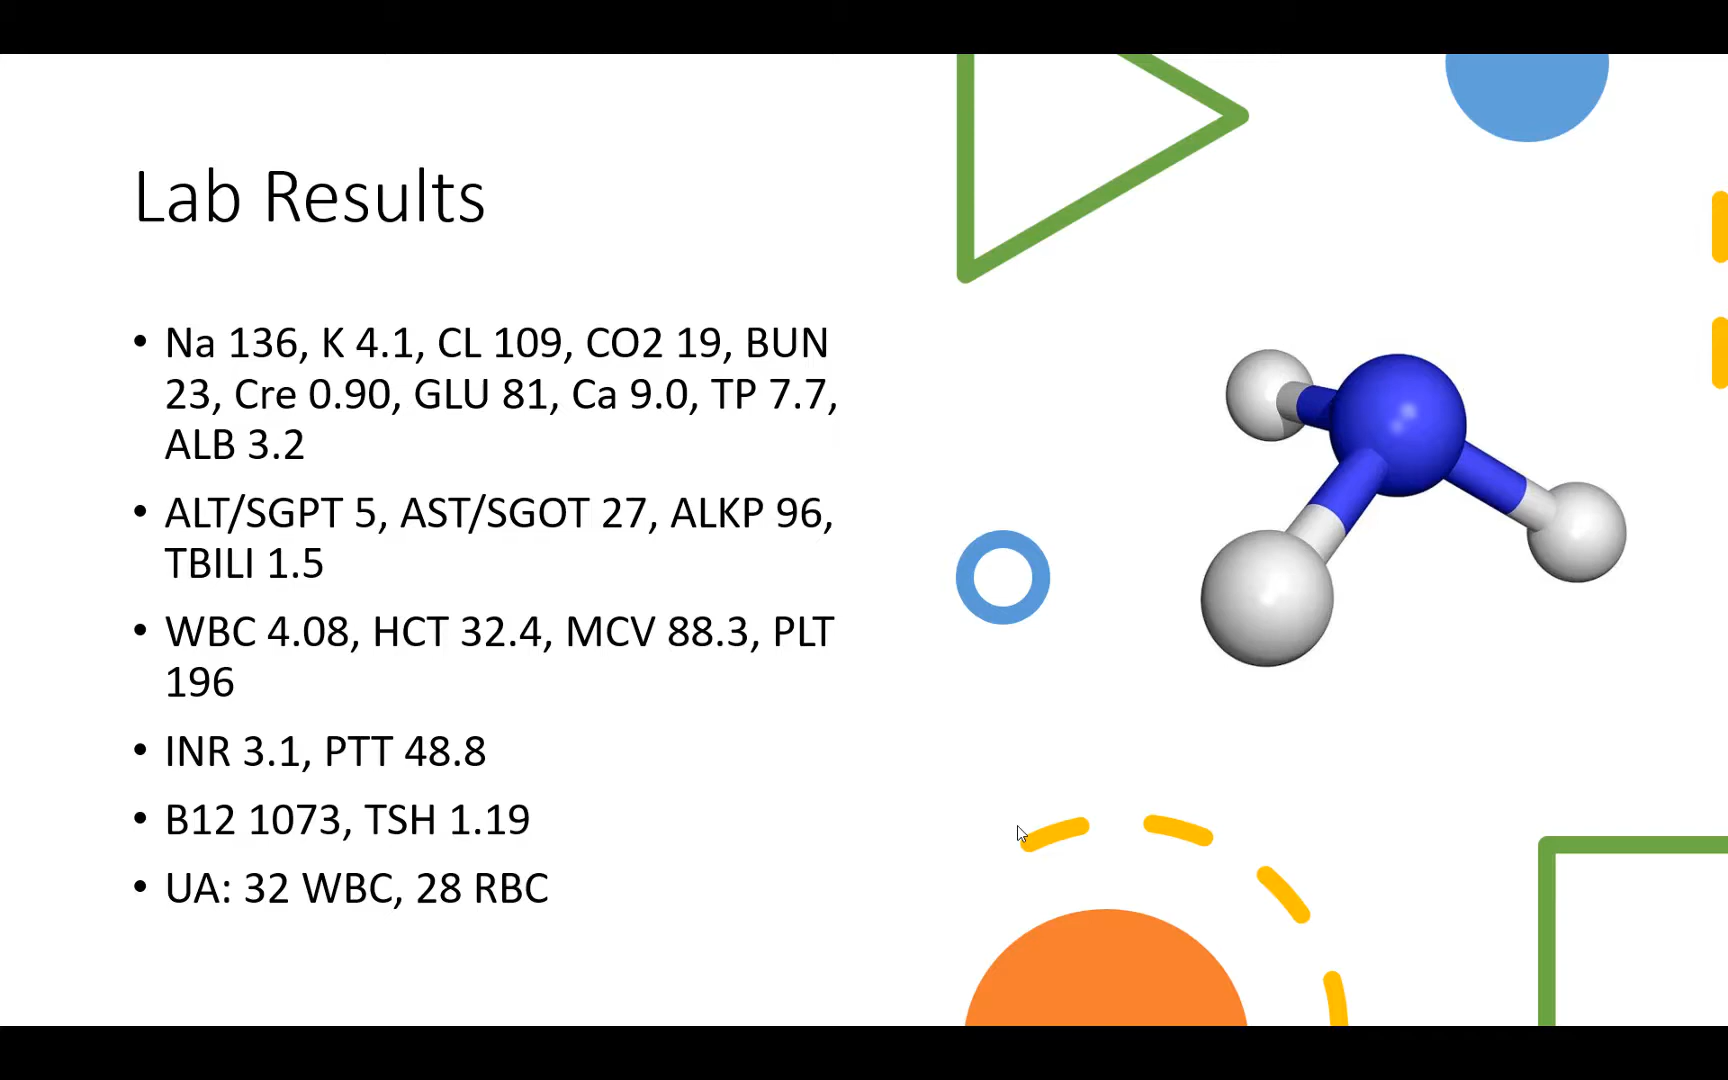 Lab Results
• Na 136, K 4.1, CL 109, CO2 19, BUN
23, Cre 0.90, GLU 81, Ca 9.0, TP 7.7,
ALB 3.2
• ALT/SGPT 5, AST/SGOT 27, ALKP 96,
TBILI 1.5
• WBC 4.08, HCT 32.4, MCV 88.3, PLT
196
• INR 3.1, PTT 48.8
• B12 1073, TSH 1.19
• UA: 32 WBC, 28 RBC